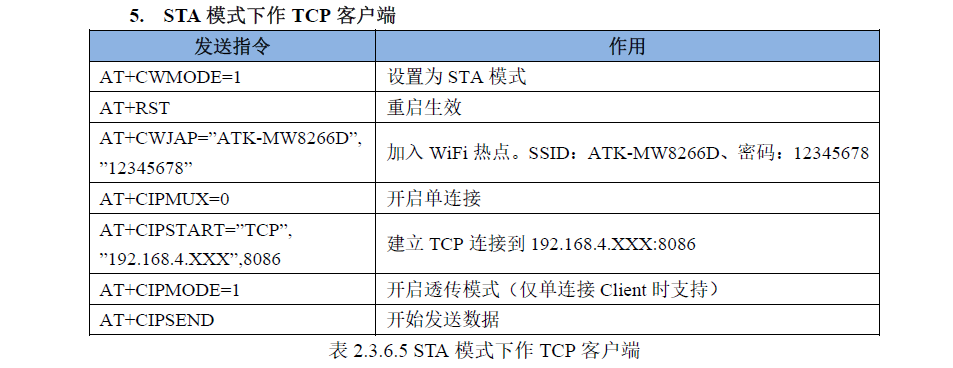 5. STA 模式下作 TCP 客户端
发送指令 作用
AT+CWMODE=1 设置为 STA 模式
AT+RST 重启生效
AT+CWJAP=”ATK-MW8266D”,
”12345678”
加入 WiFi 热点。SSID：ATK-MW8266D、密码：12345678
AT+CIPMUX=0 开启单连接
AT+CIPSTART=”TCP”,
”192.168.4.XXX”,8086
建立 TCP 连接到 192.168.4.XXX:8086
AT+CIPMODE=1 开启透传模式（仅单连接 Client 时支持）
AT+CIPSEND 开始发送数据
表 2.3.6.5 STA 模式下作 TCP 客户端